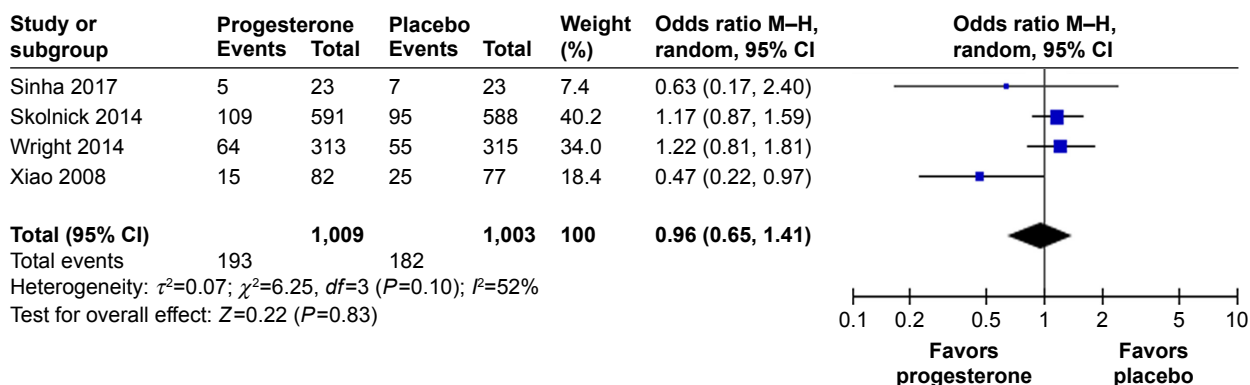 Study or subgroup Progesterone Placebo Weight (%) Odds ratio M–H, random, 95% CI Odds ratio M–H, random, 95% CI
Events Total Events Total
Sinha 2017 5 23 7 23 7.4 0.63 (0.17, 2.40)
Skolnick 2014 109 591 95 588 40.2 1.17 (0.87, 1.59)
Wright 2014 64 313 55 315 34.0 1.22 (0.81, 1.81)
Xiao 2008 15 82 25 77 18.4 0.47 (0.22, 0.97)
Total (95% CI) 1,009 1,003 100 0.96 (0.65, 1.41)
Total events 193 182
Heterogeneity: τ²=0.07; χ²=6.25, df=3 (P=0.10); I²=52%
Test for overall effect: Z=0.22 (P=0.83)
0.1 0.2 0.5 1 2 5 10
Favors progesterone Favors placebo